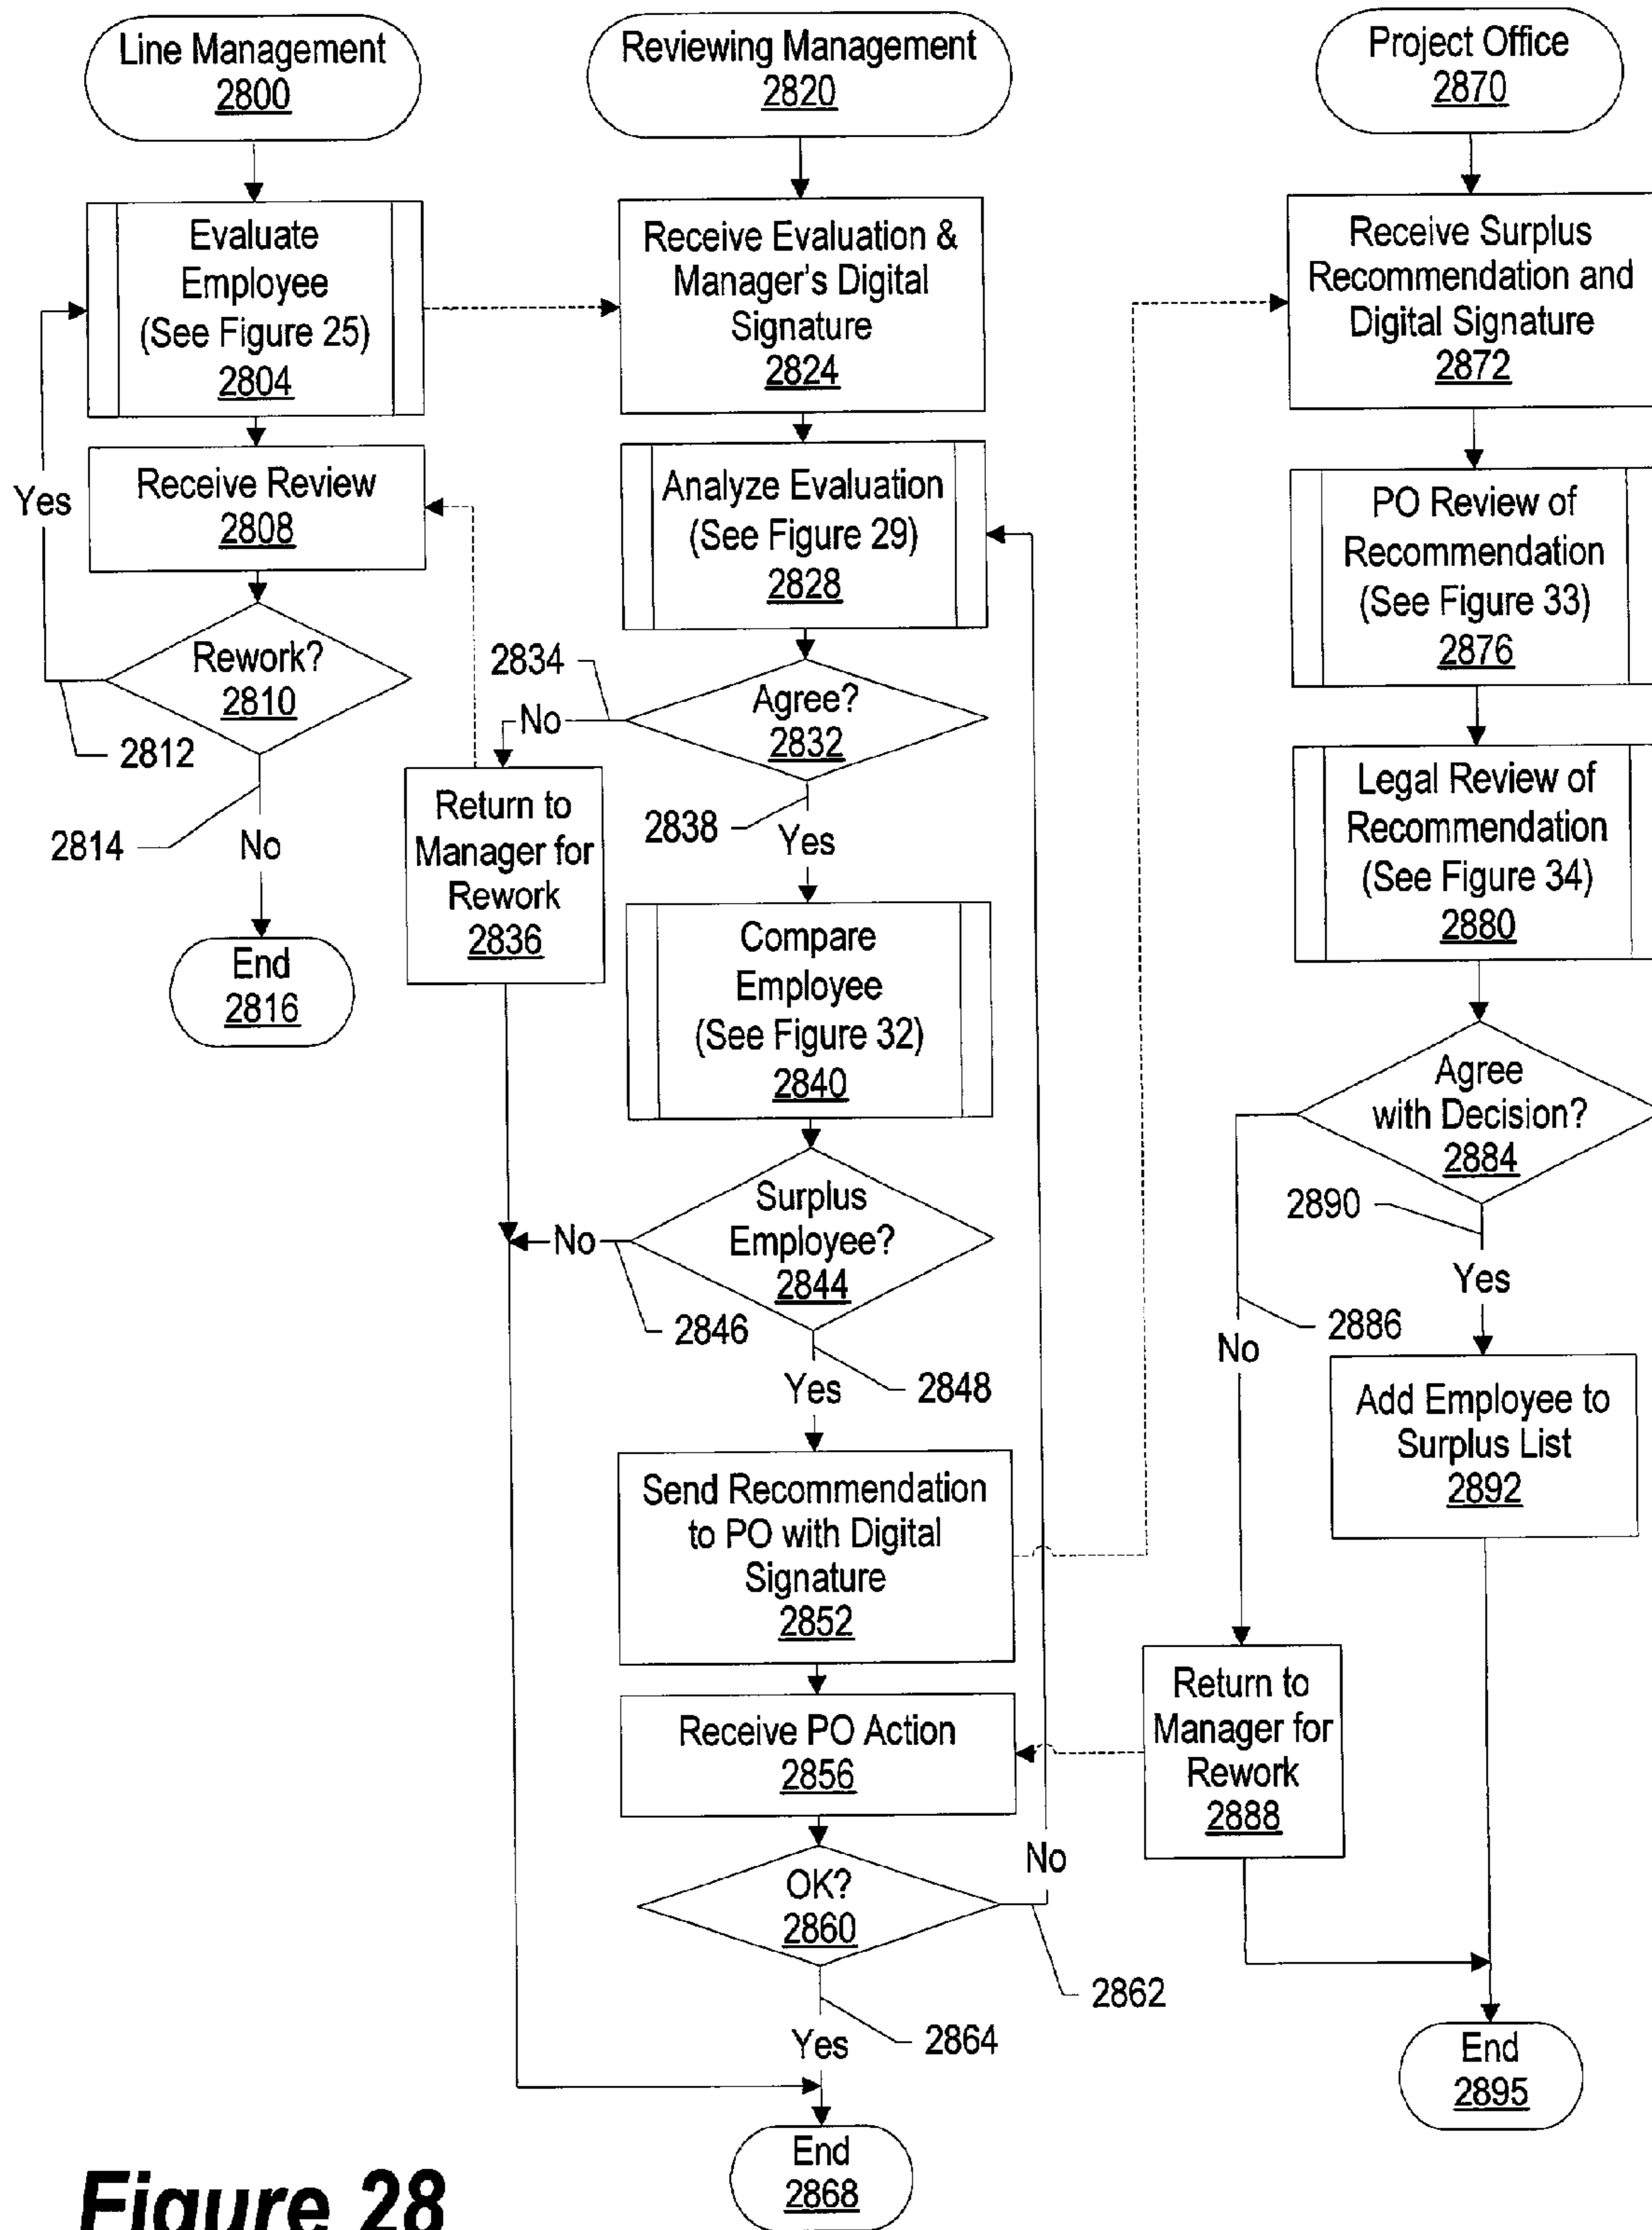 Line Management
2800
Evaluate
Employee
(See Figure 25)
2804
Receive Review
2808
Yes
Rework?
2810
2812
2814
No
End
2816
Reviewing Management
2820
Receive Evaluation &
Manager's Digital
Signature
2824
Analyze Evaluation
(See Figure 29)
2828
2834
No
Agree?
2832
2838
Yes
Return to
Manager for
Rework
2836
Compare
Employee
(See Figure 32)
2840
Surplus
Employee?
2844
No
2846
2848
Yes
Send Recommendation
to PO with Digital
Signature
2852
Receive PO Action
2856
OK?
2860
No
2862
2864
Yes
End
2868
Project Office
2870
Receive Surplus
Recommendation and
Digital Signature
2872
PO Review of
Recommendation
(See Figure 33)
2876
Legal Review of
Recommendation
(See Figure 34)
2880
Agree
with Decision?
2884
2890
Yes
2886
No
Add Employee to
Surplus List
2892
Return to
Manager for
Rework
2888
End
2895
Figure 28